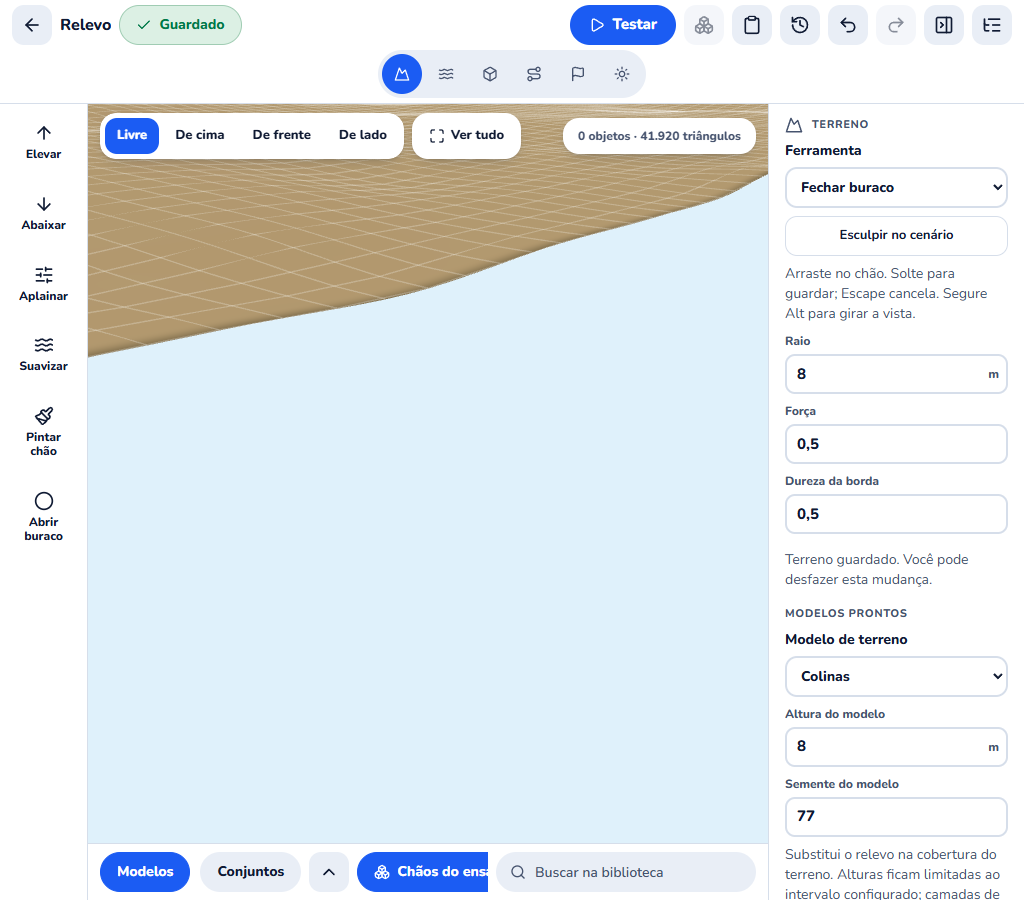 Relevo
Guardado
Testar
Elevar
Abaixar
Aplainar
Suavizar
Pintar
chão
Abrir
buraco
Livre
De cima
De frente
De lado
Ver tudo
0 objetos · 41.920 triângulos
TERRENO
Ferramenta
Fechar buraco
Esculpir no cenário
Arraste no chão. Solte para
guardar; Escape cancela. Segure
Alt para girar a vista.
Raio
8 m
Força
0,5
Dureza da borda
0,5
Terreno guardado. Você pode
desfazer esta mudança.
MODELOS PRONTOS
Modelo de terreno
Colinas
Altura do modelo
8 m
Semente do modelo
77
Substitui o relevo na cobertura do
terreno. Alturas ficam limitadas ao
intervalo configurado; camadas de
Modelos
Conjuntos
Chãos do ensa
Buscar na biblioteca